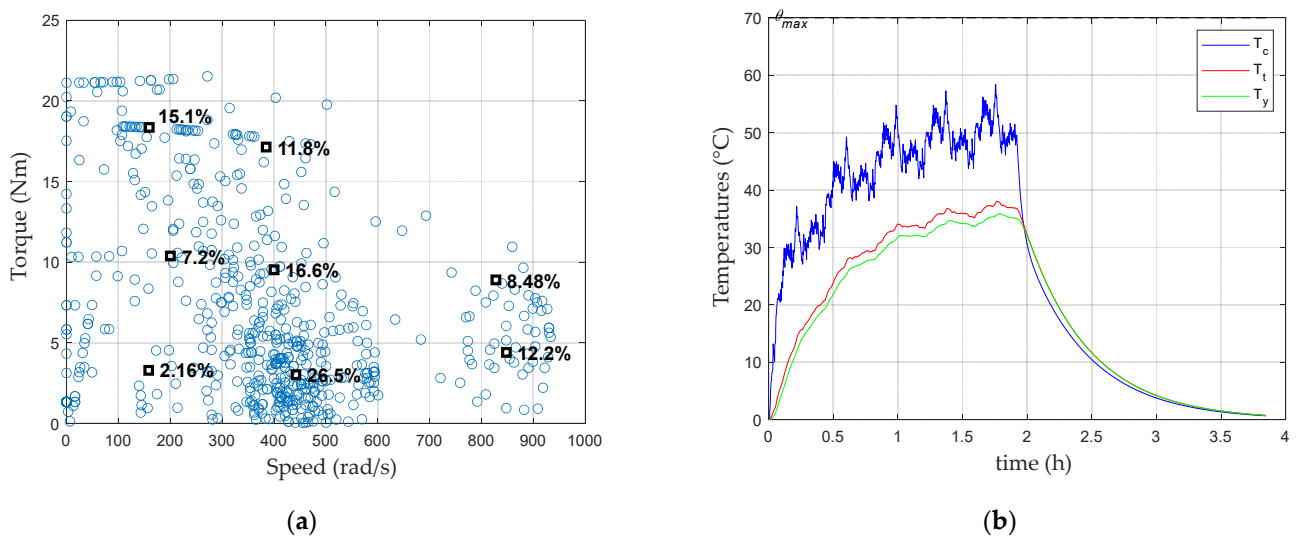 25
20
15
10
5
0
0 100 200 300 400 500 600 700 800 900 1000
Torque (Nm)
Speed (rad/s)
15.1%
11.8%
7.2%
16.6%
8.48%
12.2%
2.16%
26.5%
(a)
70
60
50
40
30
20
10
0
0 0.5 1 1.5 2 2.5 3 3.5 4
Temperatures (°C)
time (h)
θmax
T_c
T_t
T_y
(b)